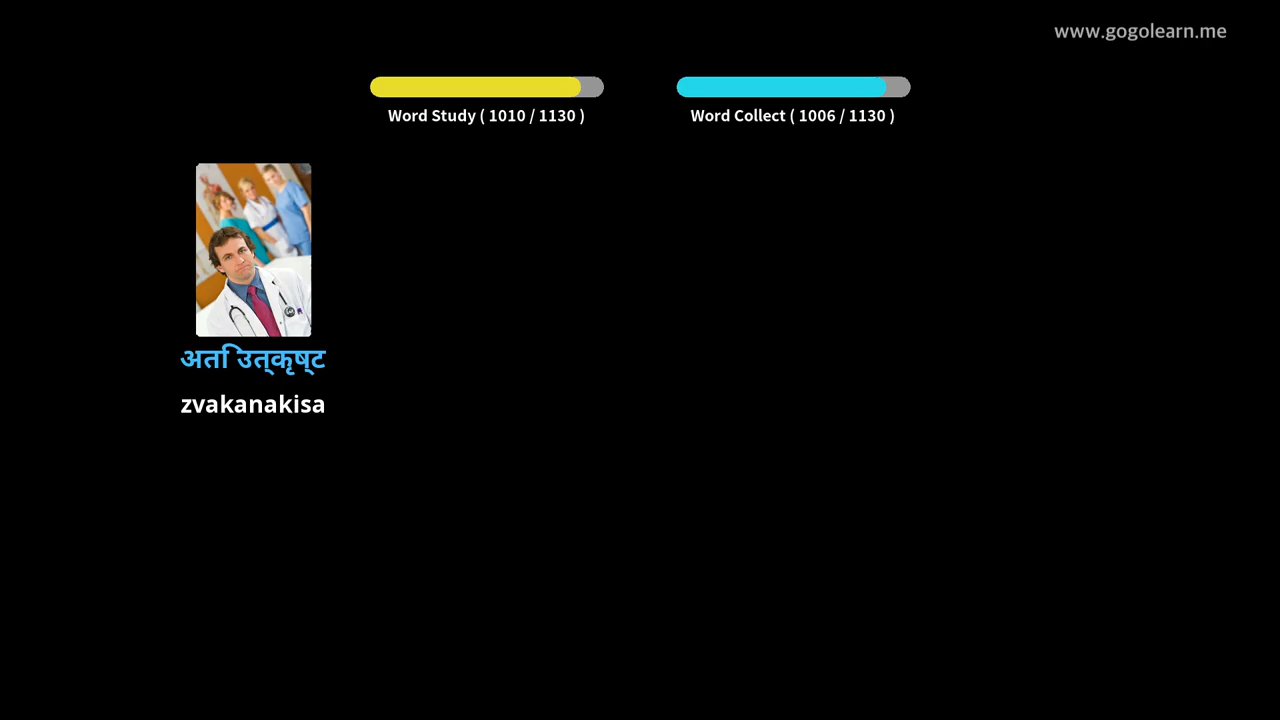 www.gogolearn.me
Word Study ( 1010 / 1130 )
Word Collect ( 1006 / 1130 )
अति उत्कृष्ट
zvakanakisa